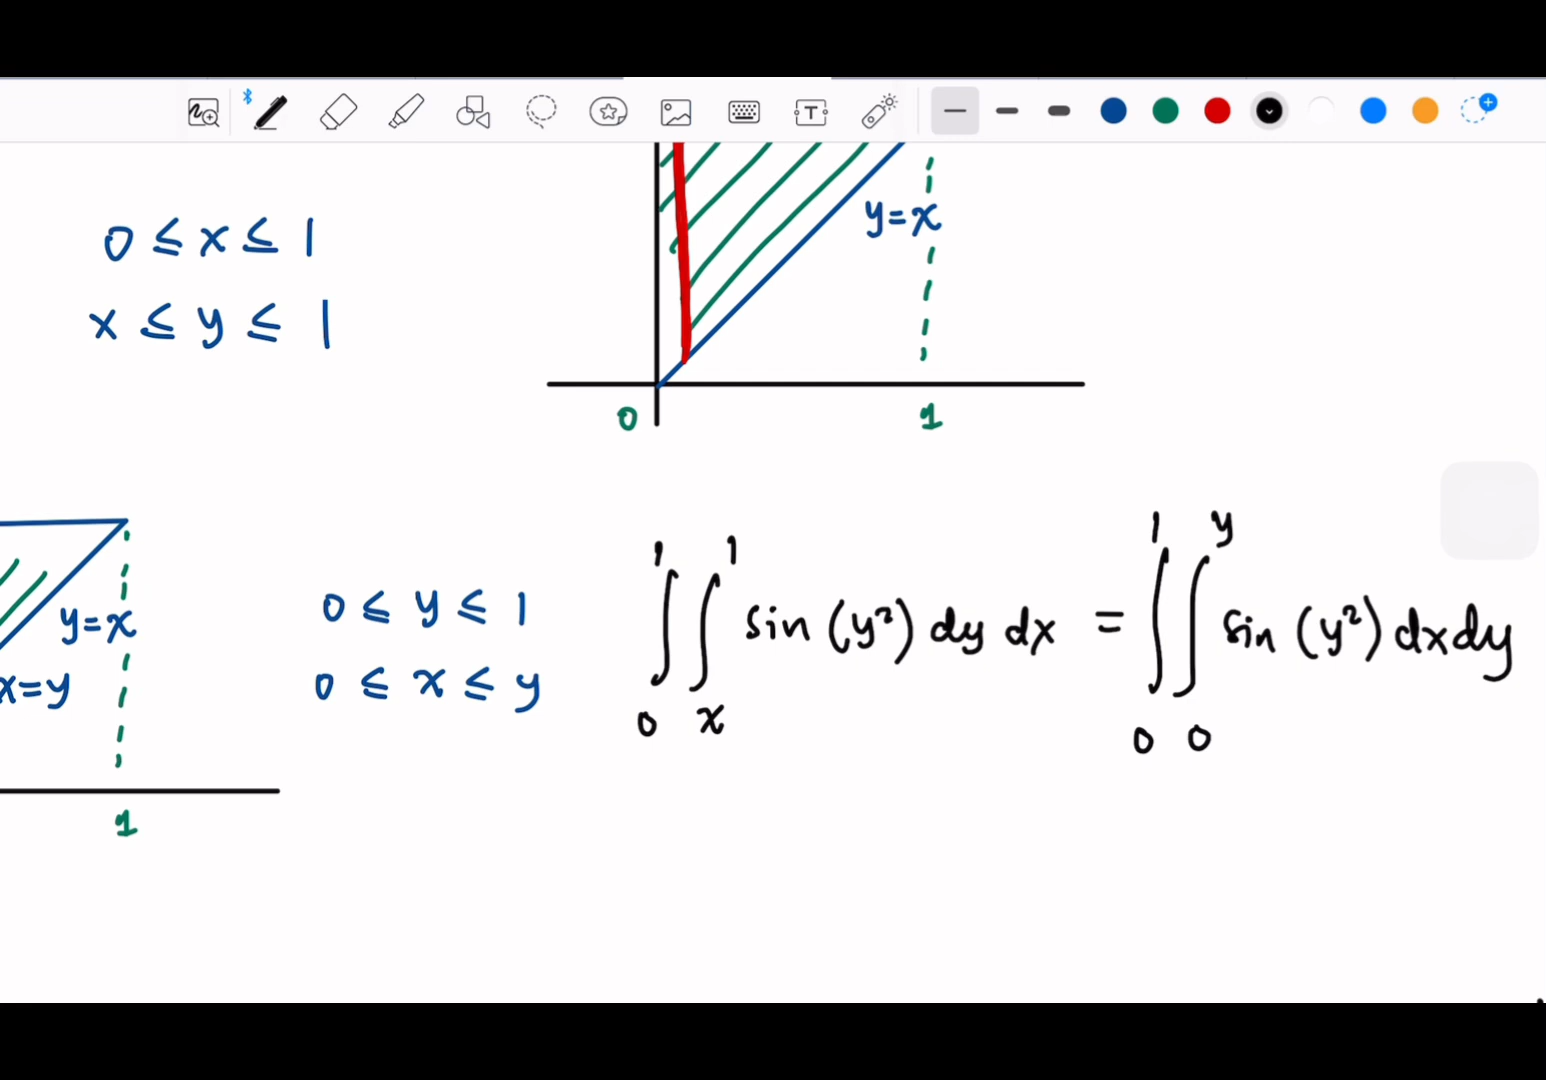 T
0 ≤ x ≤ 1
x ≤ y ≤ 1
y=x
0
1
y=x
x=y
1
0 ≤ y ≤ 1
0 ≤ x ≤ y
∫₀¹ ∫ₓ¹ sin (y²) dy dx = ∫₀¹ ∫₀ʸ sin (y²) dx dy